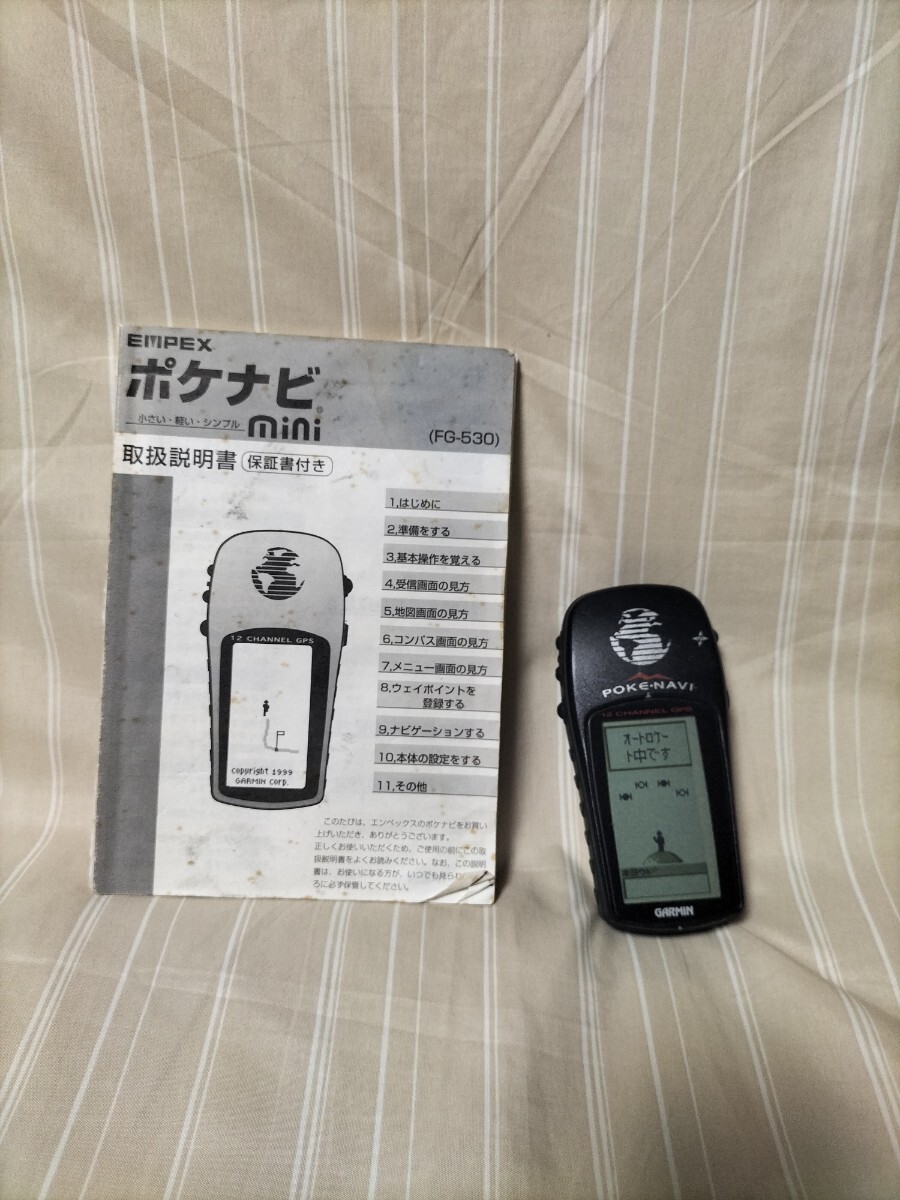 EMPEX
ポケナビ
小さい・軽い・シンプル
mini
(FG-530)
取扱説明書 保証書付き
1,はじめに
2,準備をする
3,基本操作を覚える
4,受信画面の見方
5,地図画面の見方
6,コンパス画面の見方
7,メニュー画面の見方
8,ウェイポイントを
登録する
9,ナビゲーションする
10,本体の設定をする
11,その他
12 CHANNEL GPS
Copyright 1999
GARMIN Corp.
このたびは、エンペックスのポケナビをお買い
上げいただき、ありがとうございます。
正しくお使いいただくため、ご使用の前にこの取
扱説明書をよくお読みください。なお、この説明
書は、お使いになる方が、いつでも見られ
ろに必ず保管してください。
POKE・NAVI
12 CHANNEL GPS
オートロケー
ト中です
GARMIN